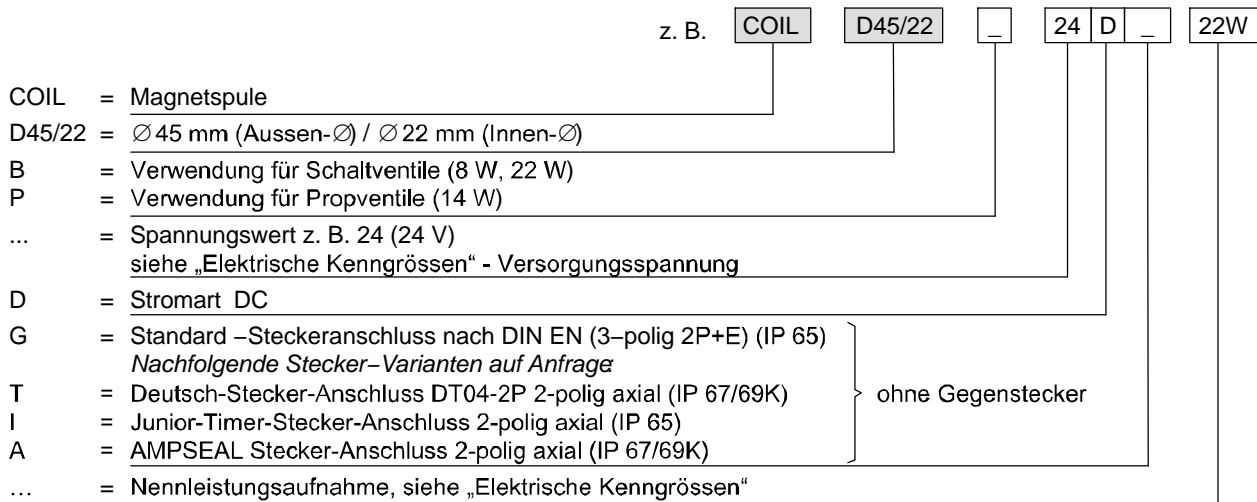 z. B. COIL D45/22 _ 24 D _ 22W
COIL = Magnetspule
D45/22 = ∅ 45 mm (Aussen-∅) / ∅ 22 mm (Innen-∅)
B = Verwendung für Schaltventile (8 W, 22 W)
P = Verwendung für Propventile (14 W)
... = Spannungswert z. B. 24 (24 V)
siehe „Elektrische Kenngrössen“ - Versorgungsspannung
D = Stromart DC
G = Standard −Steckeranschluss nach DIN EN (3−polig 2P+E) (IP 65)
Nachfolgende Stecker−Varianten auf Anfrage:
T = Deutsch-Stecker-Anschluss DT04-2P 2-polig axial (IP 67/69K)
ohne Gegenstecker
I = Junior-Timer-Stecker-Anschluss 2-polig axial (IP 65)
A = AMPSEAL Stecker-Anschluss 2-polig axial (IP 67/69K)
… = Nennleistungsaufnahme, siehe „Elektrische Kenngrössen“